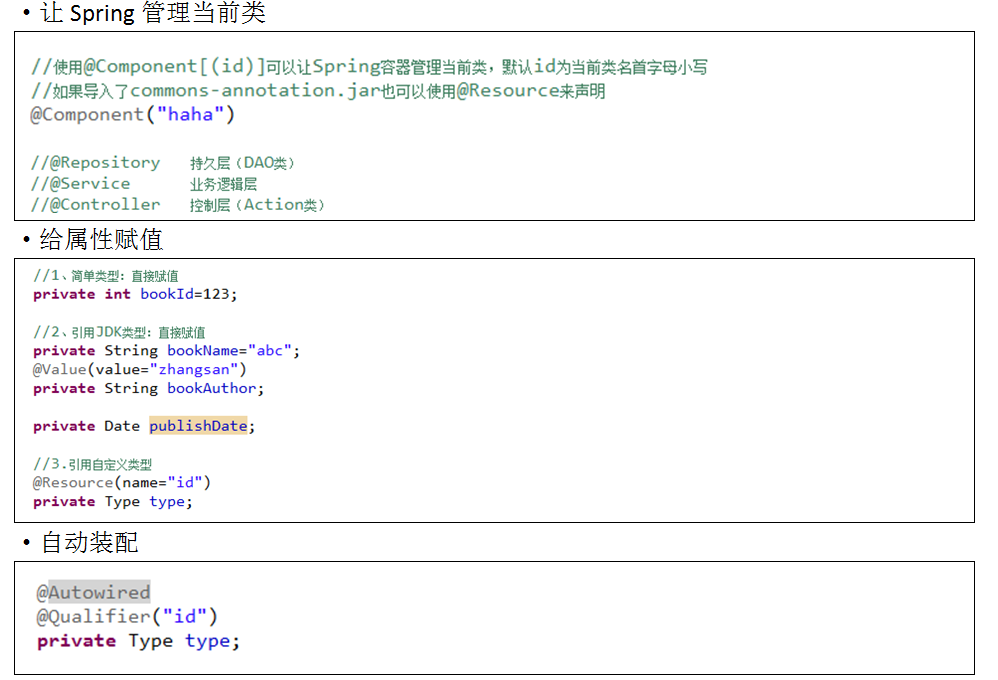 • 让 Spring 管理当前类
//使用@Component[(id)]可以让Spring容器管理当前类，默认id为当前类名首字母小写
//如果导入了commons-annotation.jar也可以使用@Resource来声明
@Component("haha")
//@Repository 持久层（DAO类）
//@Service 业务逻辑层
//@Controller 控制层（Action类）
• 给属性赋值
//1、简单类型：直接赋值
private int bookId=123;
//2、引用JDK类型：直接赋值
private String bookName="abc";
@Value(value="zhangsan")
private String bookAuthor;
private Date publishDate;
//3.引用自定义类型
@Resource(name="id")
private Type type;
• 自动装配
@Autowired
@Qualifier("id")
private Type type;